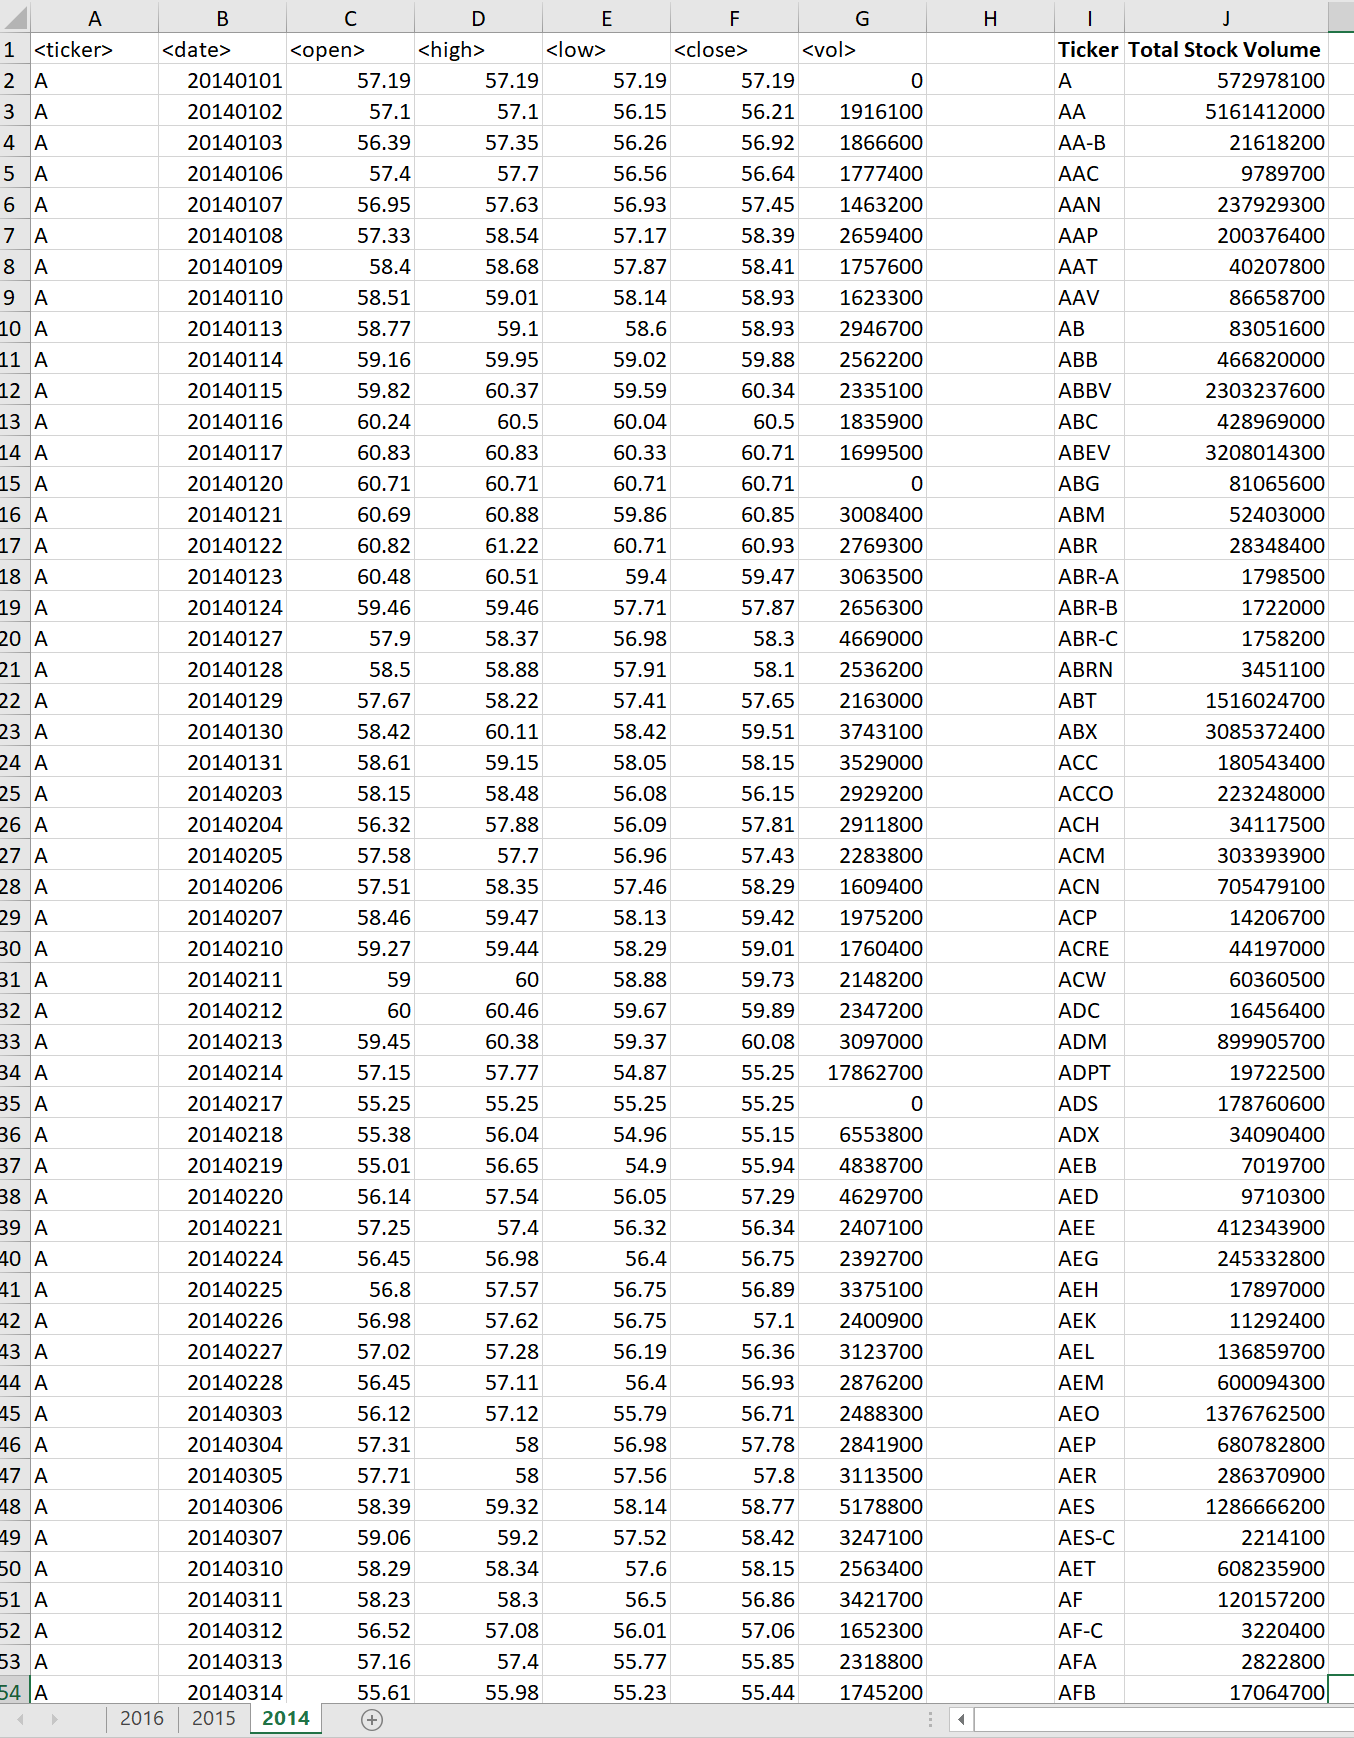 A B C D E F G H I J
1 <ticker> <date> <open> <high> <low> <close> <vol> Ticker Total Stock Volume
2 A 20140101 57.19 57.19 57.19 57.19 0 A 572978100
3 A 20140102 57.1 57.1 56.15 56.21 1916100 AA 5161412000
4 A 20140103 56.39 57.35 56.26 56.92 1866600 AA-B 21618200
5 A 20140106 57.4 57.7 56.56 56.64 1777400 AAC 9789700
6 A 20140107 56.95 57.63 56.93 57.45 1463200 AAN 237929300
7 A 20140108 57.33 58.54 57.17 58.39 2659400 AAP 200376400
8 A 20140109 58.4 58.68 57.87 58.41 1757600 AAT 40207800
9 A 20140110 58.51 59.01 58.14 58.93 1623300 AAV 86658700
10 A 20140113 58.77 59.1 58.6 58.93 2946700 AB 83051600
11 A 20140114 59.16 59.95 59.02 59.88 2562200 ABB 466820000
12 A 20140115 59.82 60.37 59.59 60.34 2335100 ABBV 2303237600
13 A 20140116 60.24 60.5 60.04 60.5 1835900 ABC 428969000
14 A 20140117 60.83 60.83 60.33 60.71 1699500 ABEV 3208014300
15 A 20140120 60.71 60.71 60.71 60.71 0 ABG 81065600
16 A 20140121 60.69 60.88 59.86 60.85 3008400 ABM 52403000
17 A 20140122 60.82 61.22 60.71 60.93 2769300 ABR 28348400
18 A 20140123 60.48 60.51 59.4 59.47 3063500 ABR-A 1798500
19 A 20140124 59.46 59.46 57.71 57.87 2656300 ABR-B 1722000
20 A 20140127 57.9 58.37 56.98 58.3 4669000 ABR-C 1758200
21 A 20140128 58.5 58.88 57.91 58.1 2536200 ABRN 3451100
22 A 20140129 57.67 58.22 57.41 57.65 2163000 ABT 1516024700
23 A 20140130 58.42 60.11 58.42 59.51 3743100 ABX 3085372400
24 A 20140131 58.61 59.15 58.05 58.15 3529000 ACC 180543400
25 A 20140203 58.15 58.48 56.08 56.15 2929200 ACCO 223248000
26 A 20140204 56.32 57.88 56.09 57.81 2911800 ACH 34117500
27 A 20140205 57.58 57.7 56.96 57.43 2283800 ACM 303393900
28 A 20140206 57.51 58.35 57.46 58.29 1609400 ACN 705479100
29 A 20140207 58.46 59.47 58.13 59.42 1975200 ACP 14206700
30 A 20140210 59.27 59.44 58.29 59.01 1760400 ACRE 44197000
31 A 20140211 59 60 58.88 59.73 2148200 ACW 60360500
32 A 20140212 60 60.46 59.67 59.89 2347200 ADC 16456400
33 A 20140213 59.45 60.38 59.37 60.08 3097000 ADM 899905700
34 A 20140214 57.15 57.77 54.87 55.25 17862700 ADPT 19722500
35 A 20140217 55.25 55.25 55.25 55.25 0 ADS 178760600
36 A 20140218 55.38 56.04 54.96 55.15 6553800 ADX 34090400
37 A 20140219 55.01 56.65 54.9 55.94 4838700 AEB 7019700
38 A 20140220 56.14 57.54 56.05 57.29 4629700 AED 9710300
39 A 20140221 57.25 57.4 56.32 56.34 2407100 AEE 412343900
40 A 20140224 56.45 56.98 56.4 56.75 2392700 AEG 245332800
41 A 20140225 56.8 57.57 56.75 56.89 3375100 AEH 17897000
42 A 20140226 56.98 57.62 56.75 57.1 2400900 AEK 11292400
43 A 20140227 57.02 57.28 56.19 56.36 3123700 AEL 136859700
44 A 20140228 56.45 57.11 56.4 56.93 2876200 AEM 600094300
45 A 20140303 56.12 57.12 55.79 56.71 2488300 AEO 1376762500
46 A 20140304 57.31 58 56.98 57.78 2841900 AEP 680782800
47 A 20140305 57.71 58 57.56 57.8 3113500 AER 286370900
48 A 20140306 58.39 59.32 58.14 58.77 5178800 AES 1286666200
49 A 20140307 59.06 59.2 57.52 58.42 3247100 AES-C 2214100
50 A 20140310 58.29 58.34 57.6 58.15 2563400 AET 608235900
51 A 20140311 58.23 58.3 56.5 56.86 3421700 AF 120157200
52 A 20140312 56.52 57.08 56.01 57.06 1652300 AF-C 3220400
53 A 20140313 57.16 57.4 55.77 55.85 2318800 AFA 2822800
54 A 20140314 55.61 55.98 55.23 55.44 1745200 AFB 17064700
2016 2015 2014